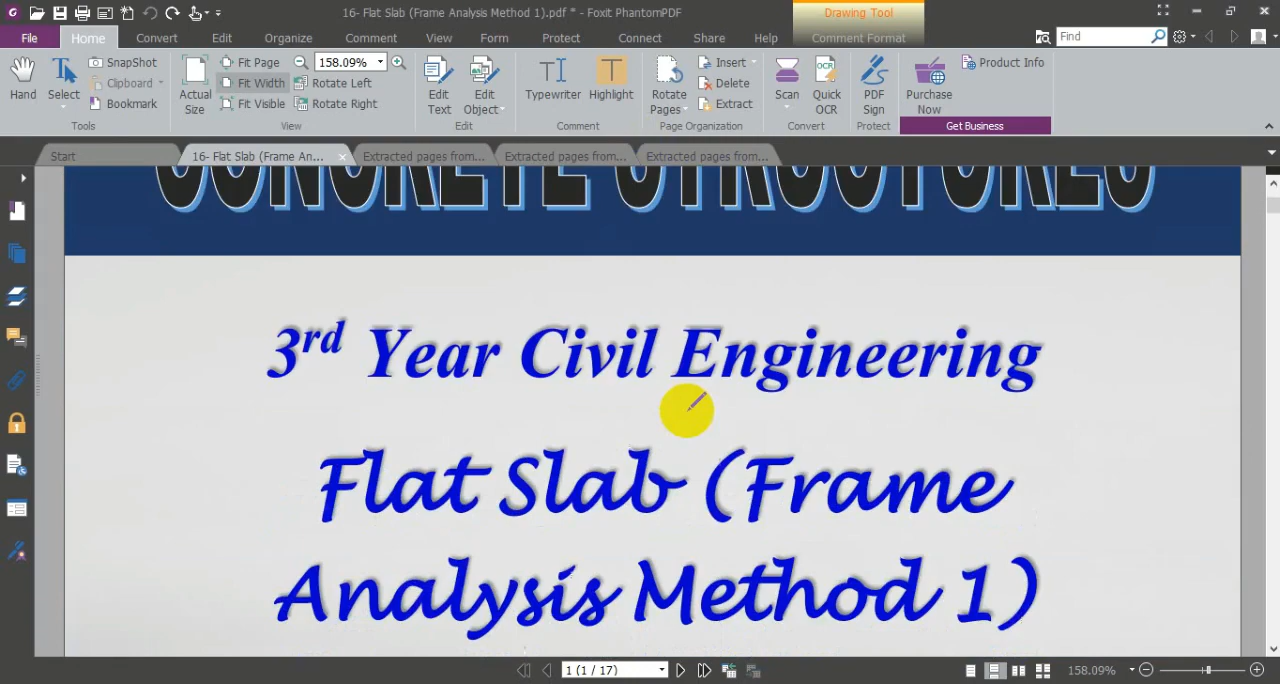 16- Flat Slab (Frame Analysis Method 1).pdf * - Foxit PhantomPDF
Drawing Tool
File Home Convert Edit Organize Comment View Form Protect Connect Share Help Comment Format Find
Hand
Select
SnapShot
Clipboard
Bookmark
Tools
Actual Size
Fit Page
Fit Width
Fit Visible
158.09%
Rotate Left
Rotate Right
View
Edit Text
Edit Object
Edit
Typewriter
Highlight
Comment
Rotate Pages
Insert
Delete
Extract
Page Organization
Scan
Quick OCR
Convert
PDF Sign
Protect
Purchase Now
Product Info
Get Business
Start
16- Flat Slab (Frame An...
Extracted pages from...
Extracted pages from...
Extracted pages from...
CONCRETE STRUCTURES
3rd Year Civil Engineering
Flat Slab (Frame
Analysis Method 1)
1 (1 / 17)
158.09%